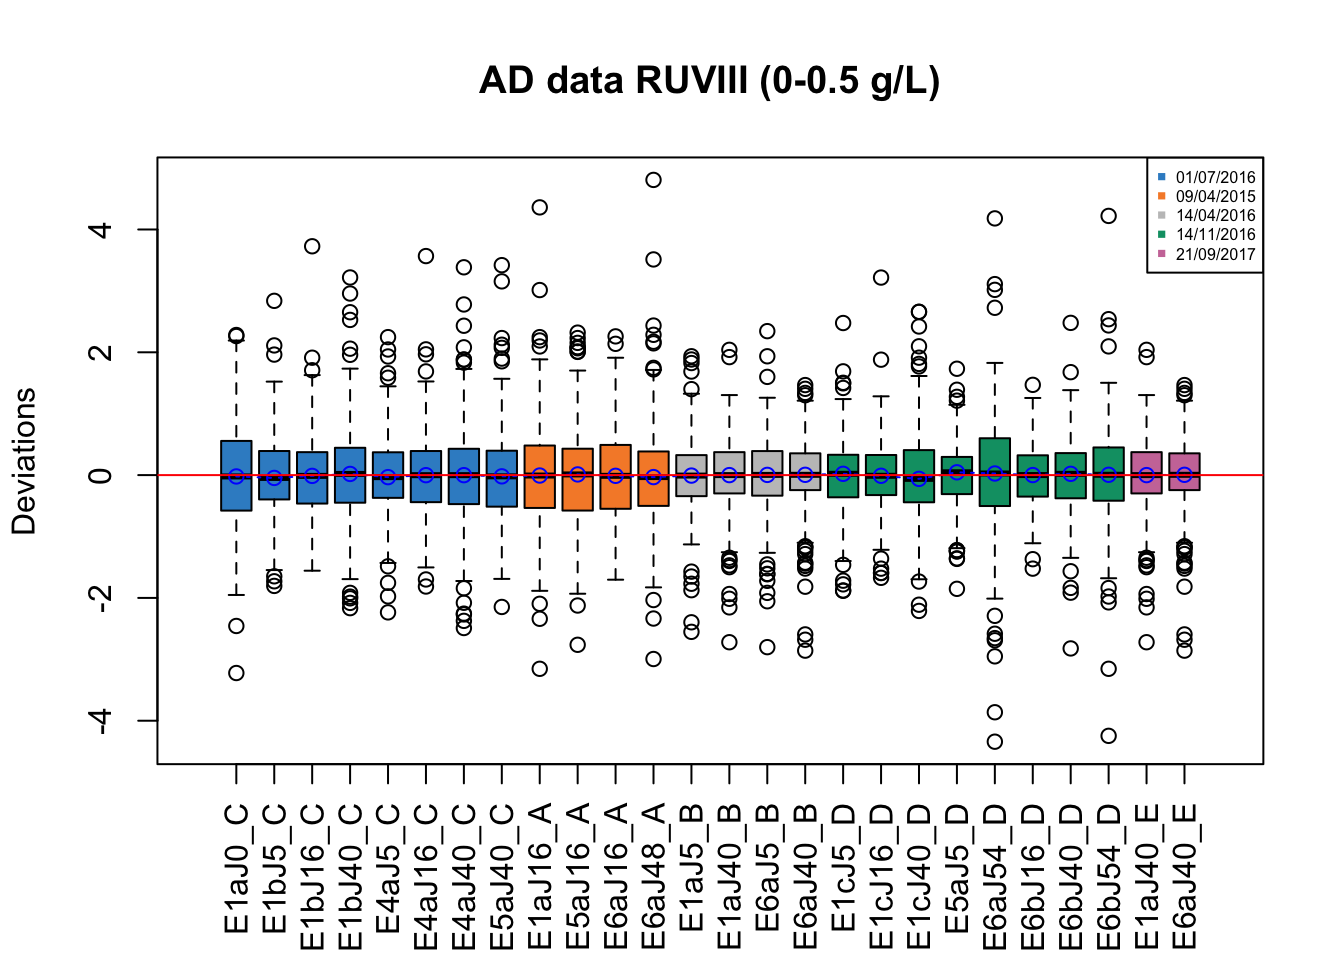 AD data RUVIII (0-0.5 g/L)
01/07/2016
09/04/2015
14/04/2016
14/11/2016
21/09/2017
Deviations
4
2
0
-2
-4
E1aJ0_C
E1bJ5_C
E1bJ16_C
E1bJ40_C
E4aJ5_C
E4aJ16_C
E4aJ40_C
E5aJ40_C
E1aJ16_A
E5aJ16_A
E6aJ16_A
E6aJ48_A
E1aJ5_B
E1aJ40_B
E6aJ5_B
E6aJ40_B
E1cJ5_D
E1cJ16_D
E1cJ40_D
E5aJ5_D
E6aJ54_D
E6bJ16_D
E6bJ40_D
E6bJ54_D
E1aJ40_E
E6aJ40_E